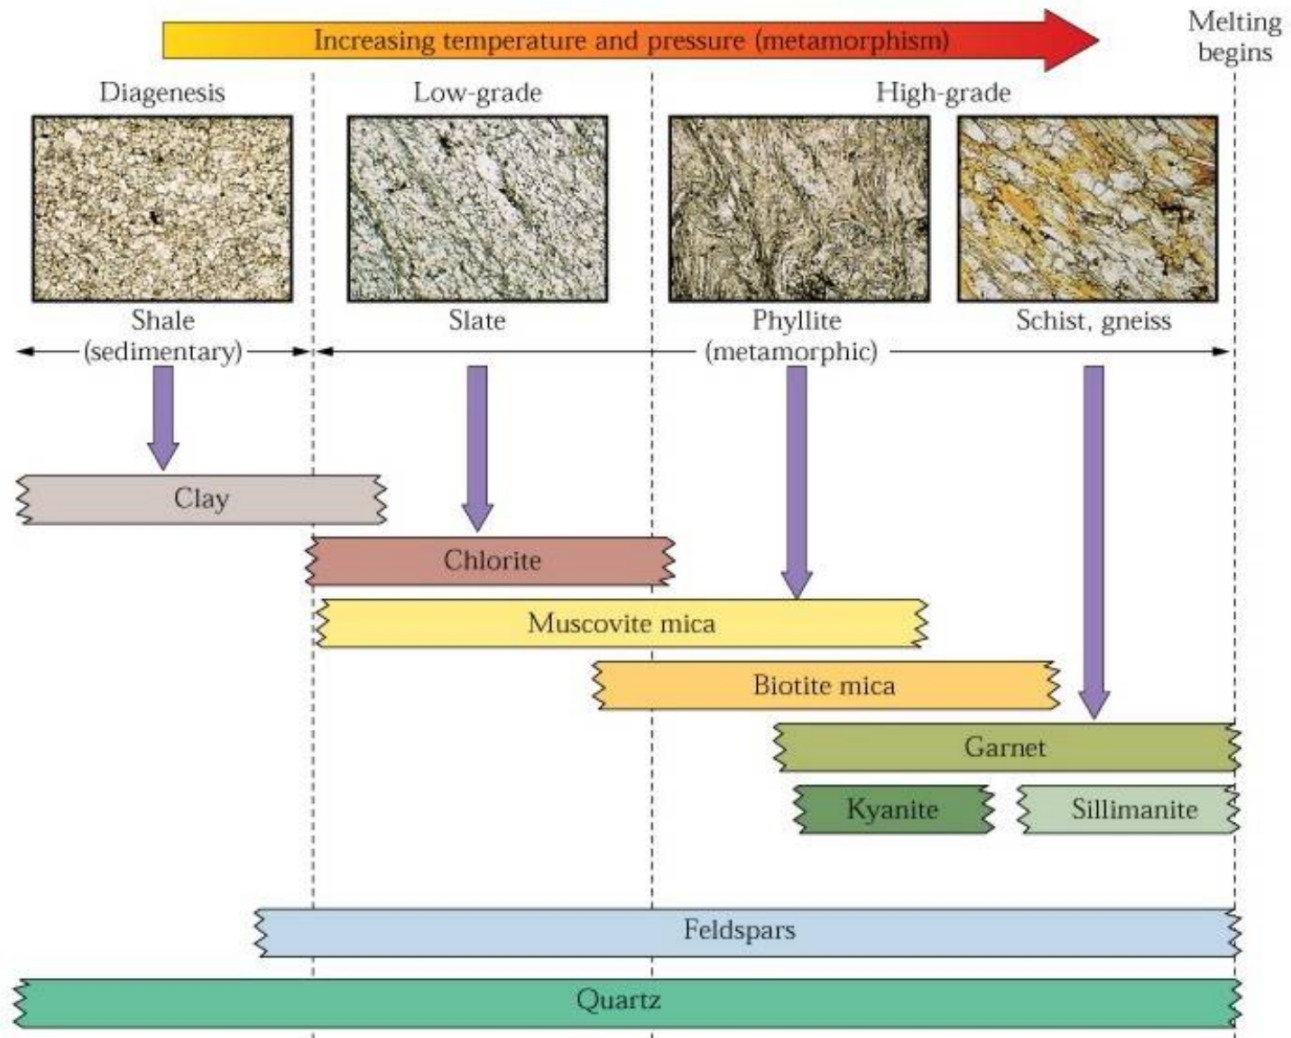 Increasing temperature and pressure (metamorphism)
Melting
begins
Diagenesis
Low-grade
High-grade
Shale
(sedimentary)
Slate
Phyllite
(metamorphic)
Schist, gneiss
Clay
Chlorite
Muscovite mica
Biotite mica
Garnet
Kyanite
Sillimanite
Feldspars
Quartz